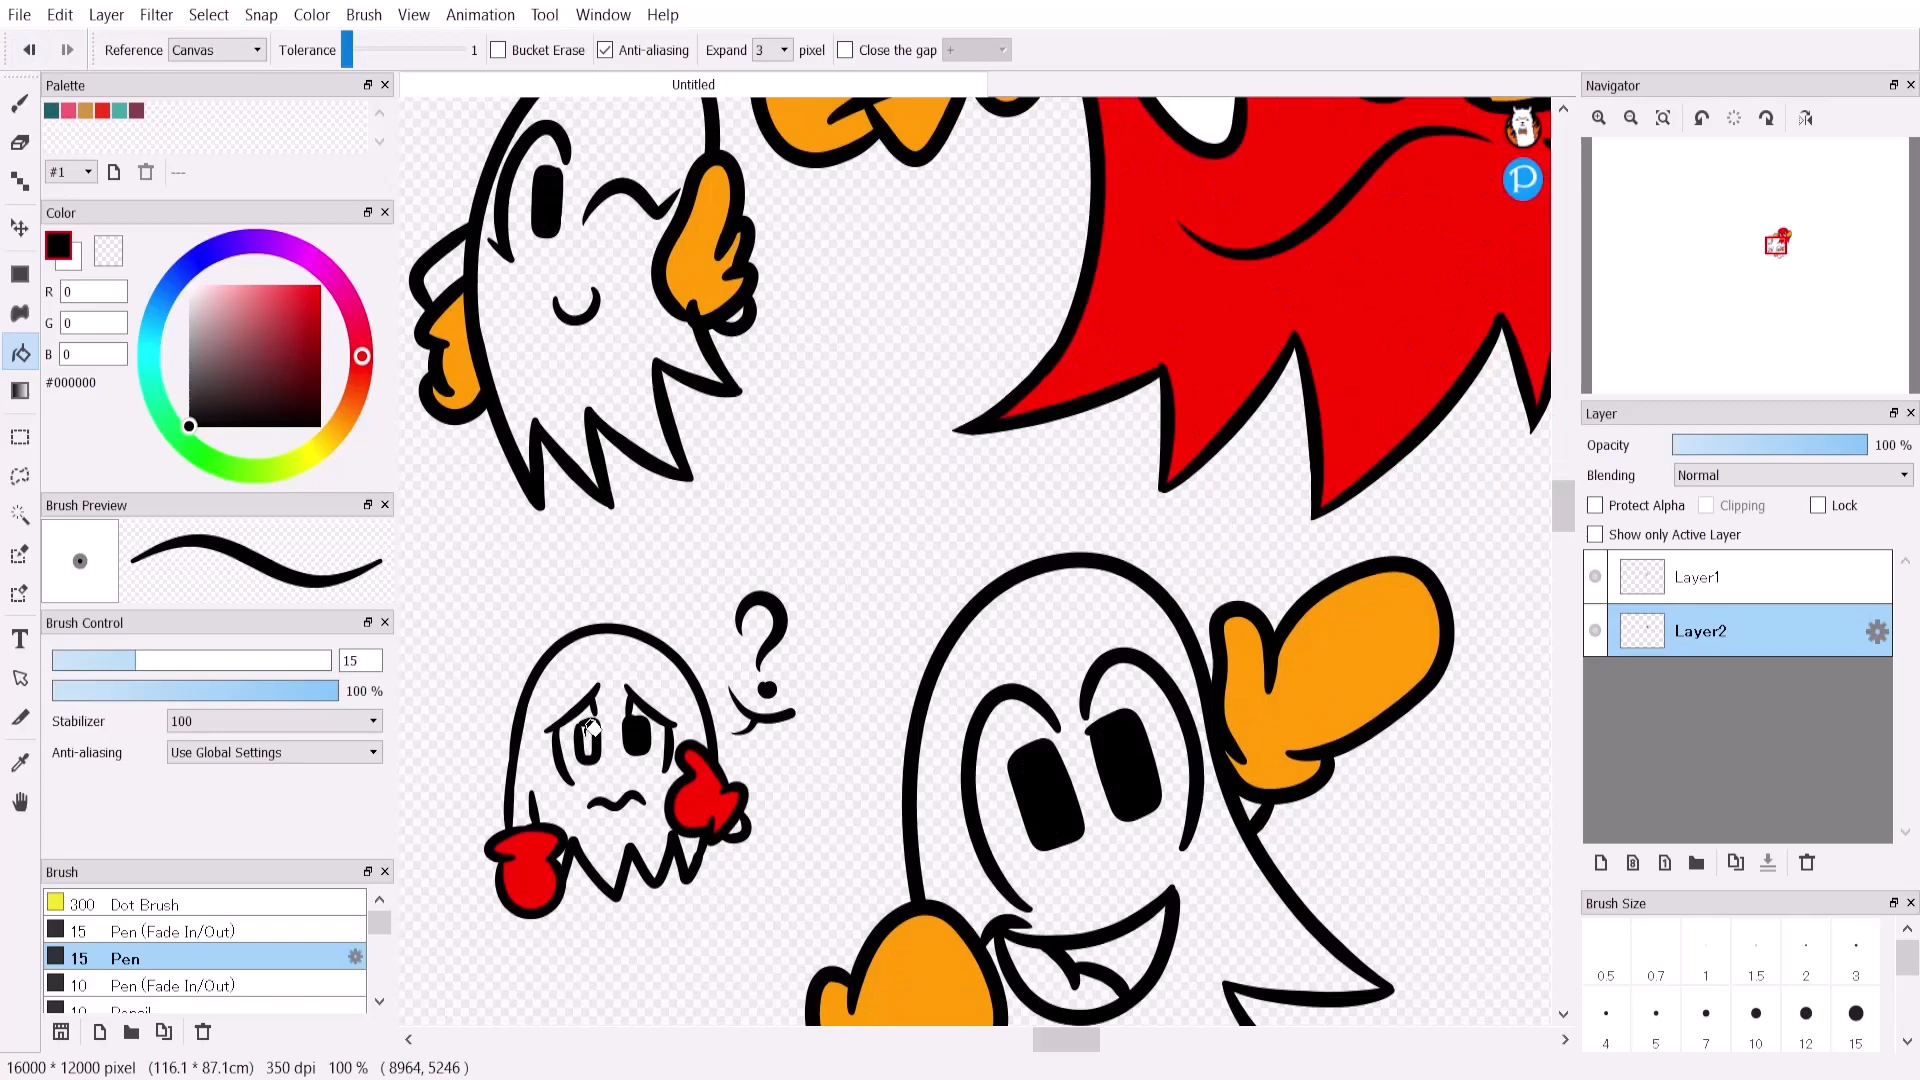 File Edit Layer Filter Select Snap Color Brush View Animation Tool Window Help
Reference Canvas Tolerance 1 Bucket Erase Anti-aliasing Expand 3 pixel Close the gap +
Palette
Untitled
Navigator
#1 ---
Color
R 0
G 0
B 0
#000000
Layer
Opacity 100 %
Blending Normal
Protect Alpha Clipping Lock
Show only Active Layer
Layer1
Layer2
Brush Preview
Brush Control
15
100 %
Stabilizer 100
Anti-aliasing Use Global Settings
?
Brush
300 Dot Brush
15 Pen (Fade In/Out)
15 Pen
10 Pen (Fade In/Out)
10 Pencil
Brush Size
0.5 0.7 1 1.5 2 3
4 5 7 10 12 15
16000 * 12000 pixel (116.1 * 87.1cm) 350 dpi 100 % ( 8964, 5246 )